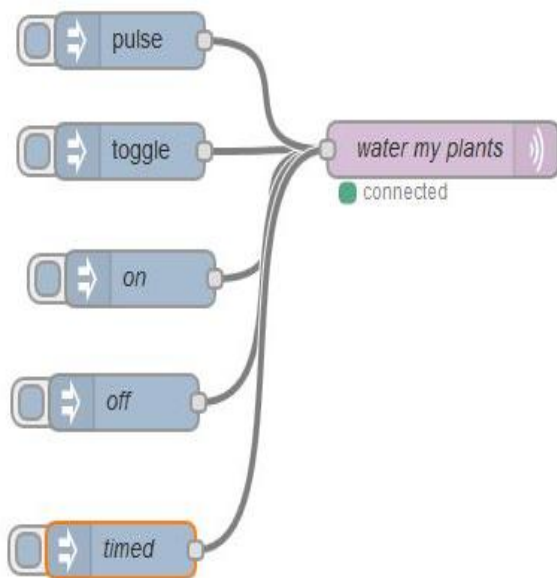 pulse
toggle
water my plants
connected
on
off
timed